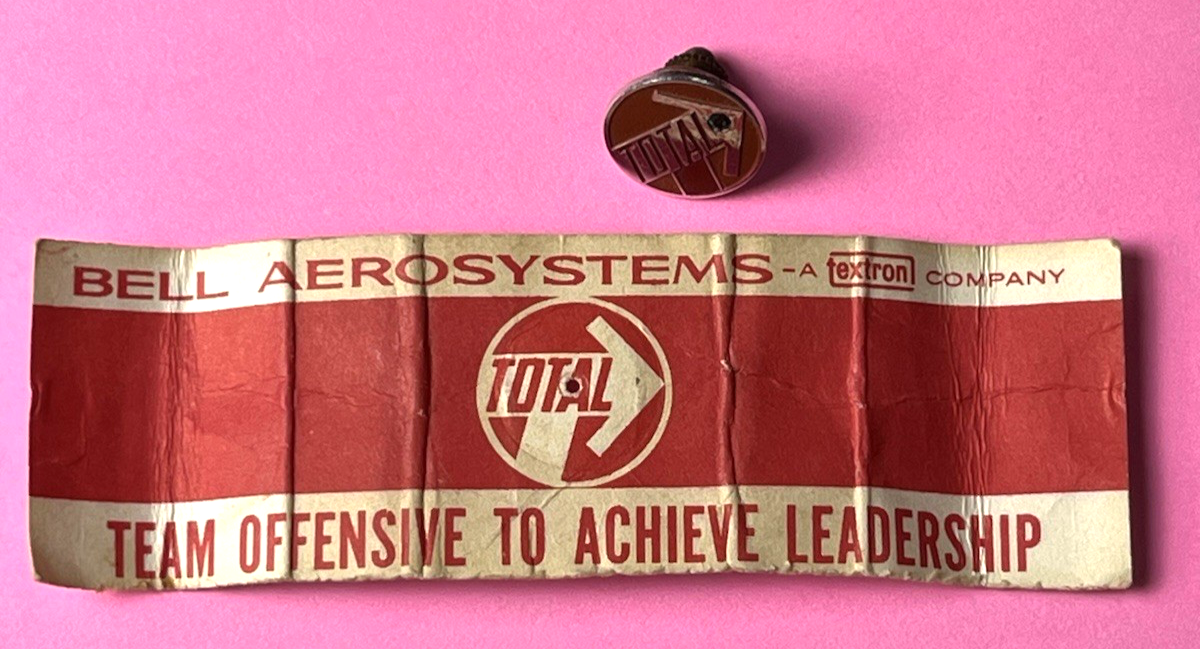 TOTAL
BELL AEROSYSTEMS - A textron COMPANY
TOTAL
TEAM OFFENSIVE TO ACHIEVE LEADERSHIP